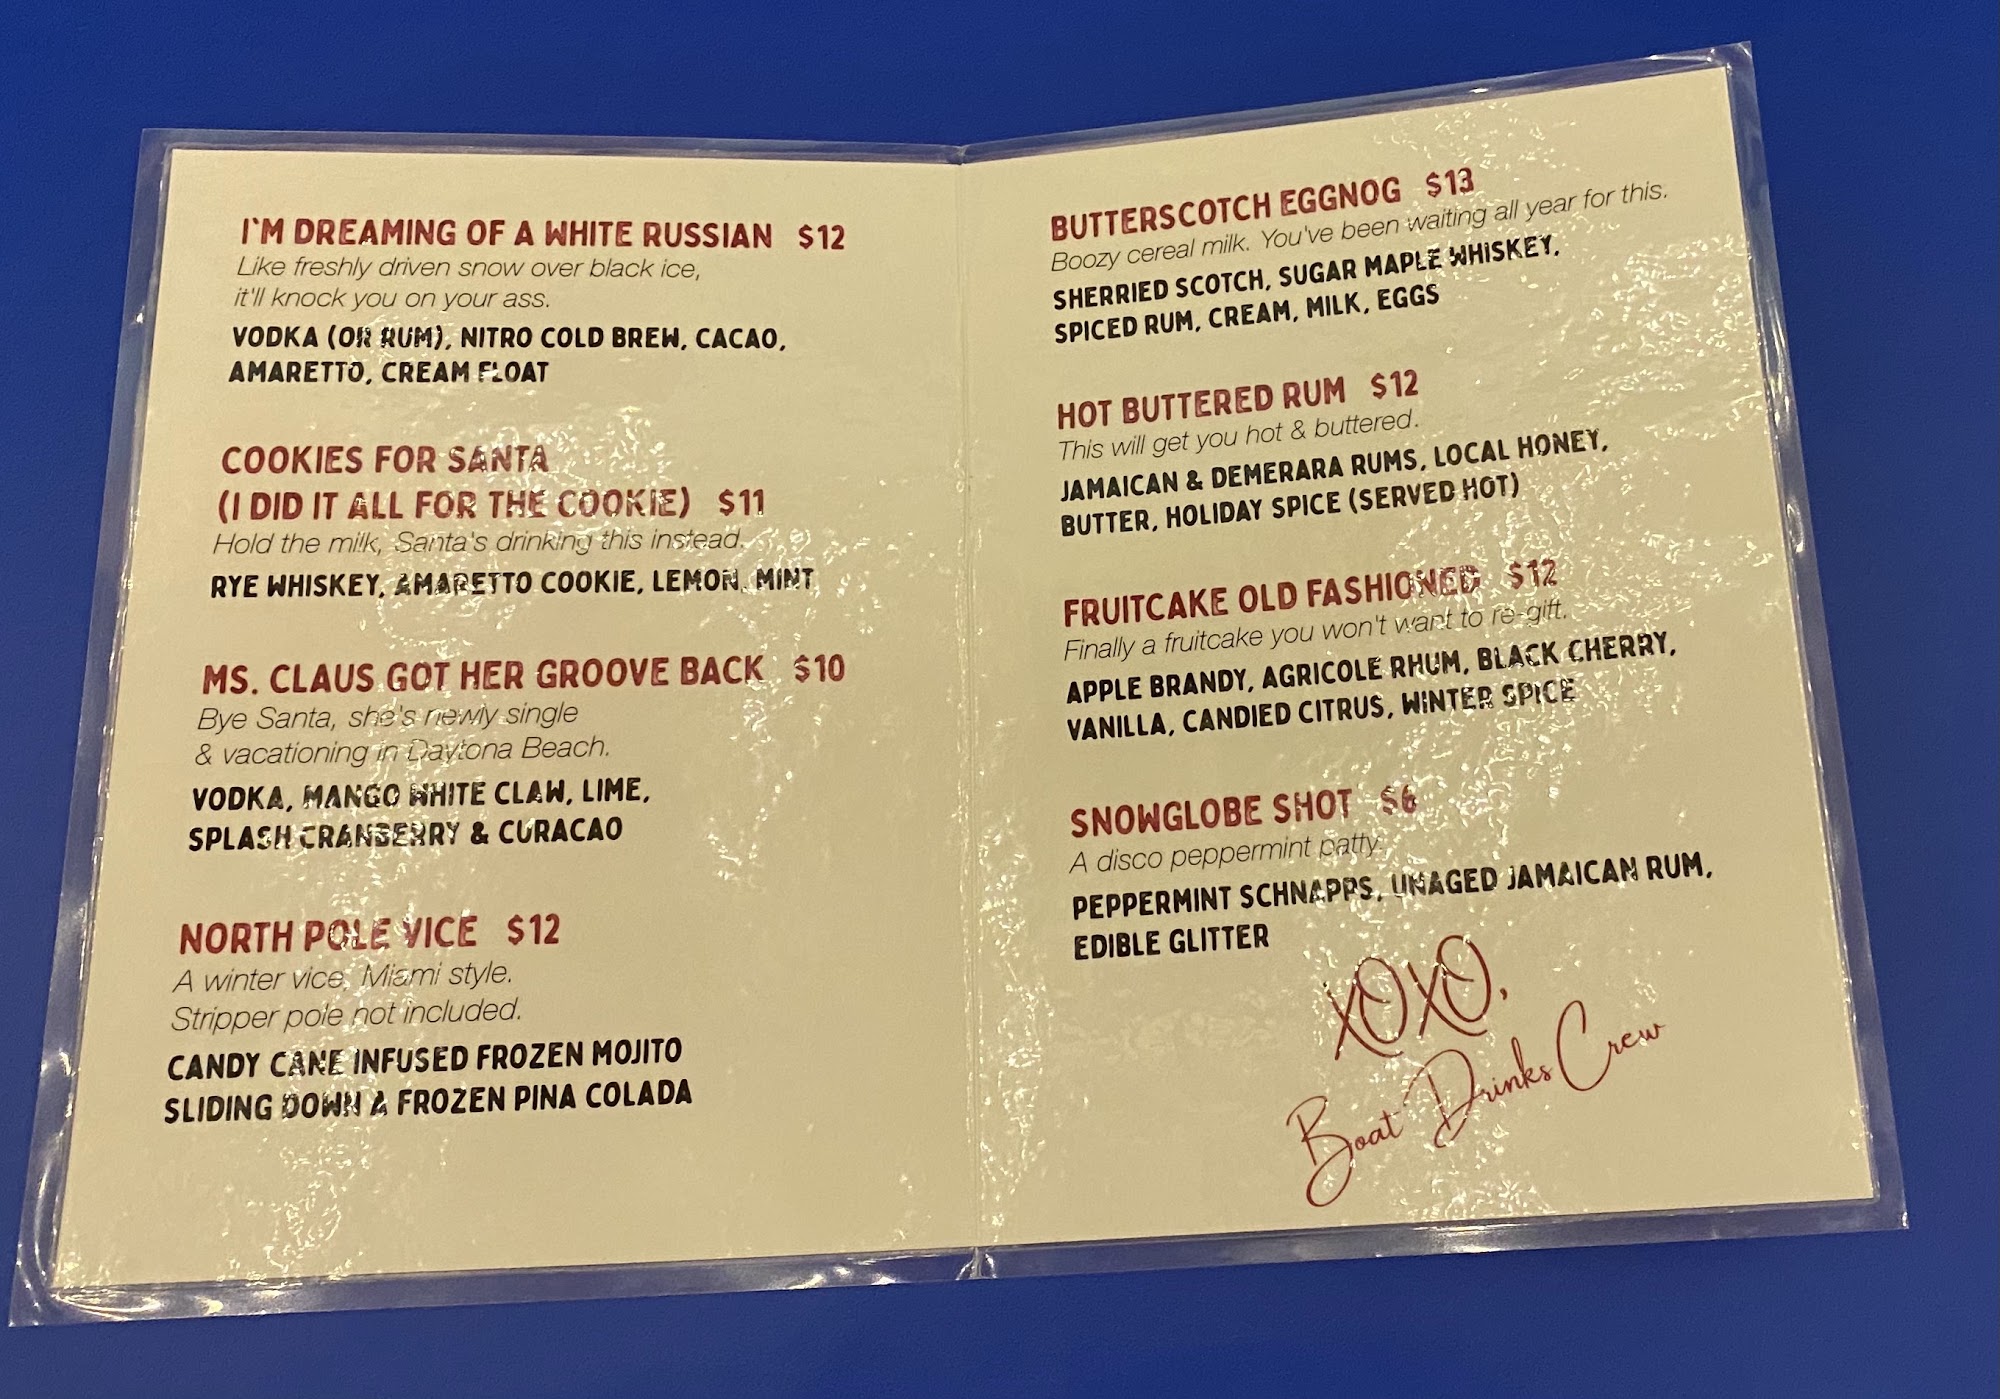 I'M DREAMING OF A WHITE RUSSIAN $12
Like freshly driven snow over black ice,
it'll knock you on your ass.
VODKA (OR RUM), NITRO COLD BREW, CACAO,
AMARETTO, CREAM FLOAT
COOKIES FOR SANTA
(I DID IT ALL FOR THE COOKIE) $11
Hold the milk, Santa's drinking this instead.
RYE WHISKEY, AMARETTO COOKIE, LEMON, MINT
MS. CLAUS GOT HER GROOVE BACK $10
Bye Santa, she's newly single
& vacationing in Daytona Beach.
VODKA, MANGO WHITE CLAW, LIME,
SPLASH CRANBERRY & CURACAO
NORTH POLE VICE $12
A winter vice, Miami style.
Stripper pole not included.
CANDY CANE INFUSED FROZEN MOJITO
SLIDING DOWN A FROZEN PINA COLADA
BUTTERSCOTCH EGGNOG $13
Boozy cereal milk. You've been waiting all year for this.
SHERRIED SCOTCH, SUGAR MAPLE WHISKEY,
SPICED RUM, CREAM, MILK, EGGS
HOT BUTTERED RUM $12
This will get you hot & buttered.
JAMAICAN & DEMERARA RUMS, LOCAL HONEY,
BUTTER, HOLIDAY SPICE (SERVED HOT)
FRUITCAKE OLD FASHIONED $12
Finally a fruitcake you won't want to re-gift.
APPLE BRANDY, AGRICOLE RHUM, BLACK CHERRY,
VANILLA, CANDIED CITRUS, WINTER SPICE
SNOWGLOBE SHOT $6
A disco peppermint patty.
PEPPERMINT SCHNAPPS, UNAGED JAMAICAN RUM,
EDIBLE GLITTER
XOXO,
Boat Drinks Crew